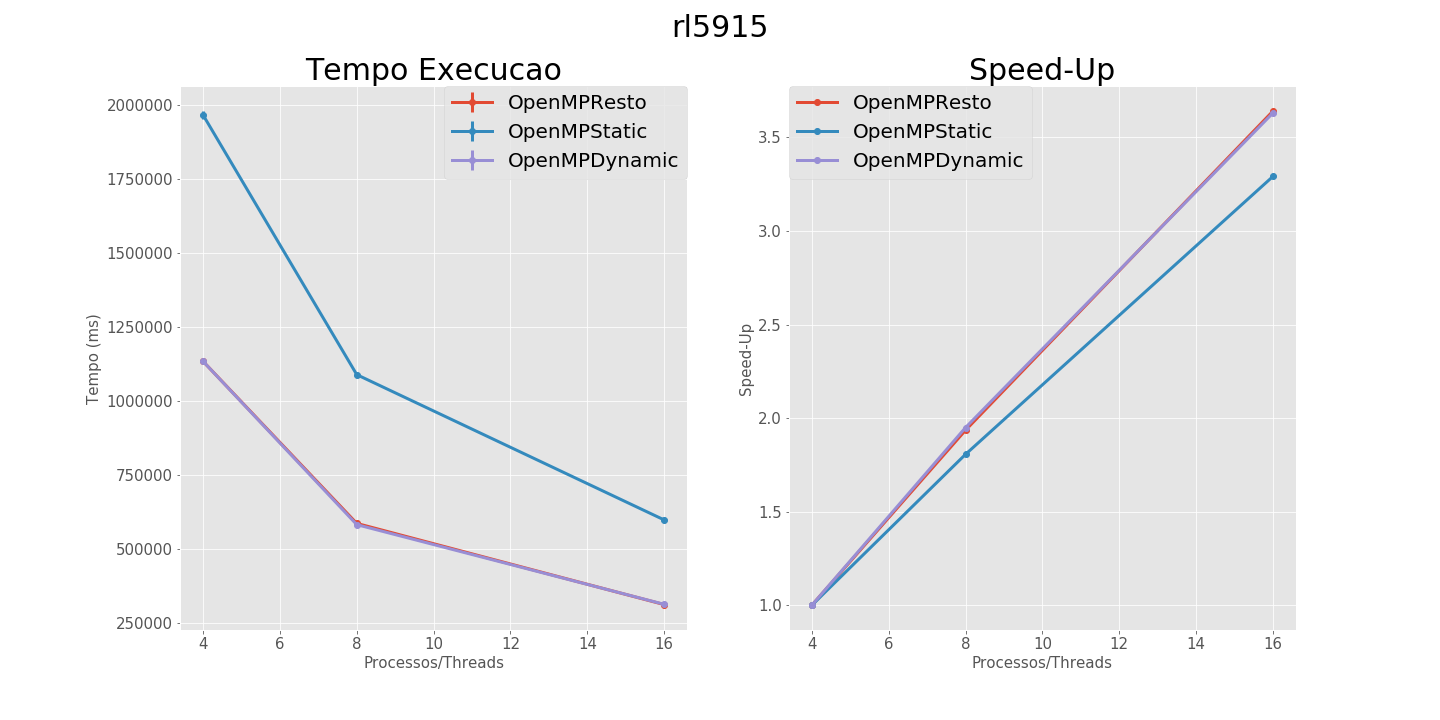 rl5915
Tempo Execucao
OpenMPResto
OpenMPStatic
OpenMPDynamic
2000000
1750000
1500000
1250000
1000000
750000
500000
250000
Tempo (ms)
4 6 8 10 12 14 16
Processos/Threads
Speed-Up
OpenMPResto
OpenMPStatic
OpenMPDynamic
3.5
3.0
2.5
2.0
1.5
1.0
Speed-Up
4 6 8 10 12 14 16
Processos/Threads